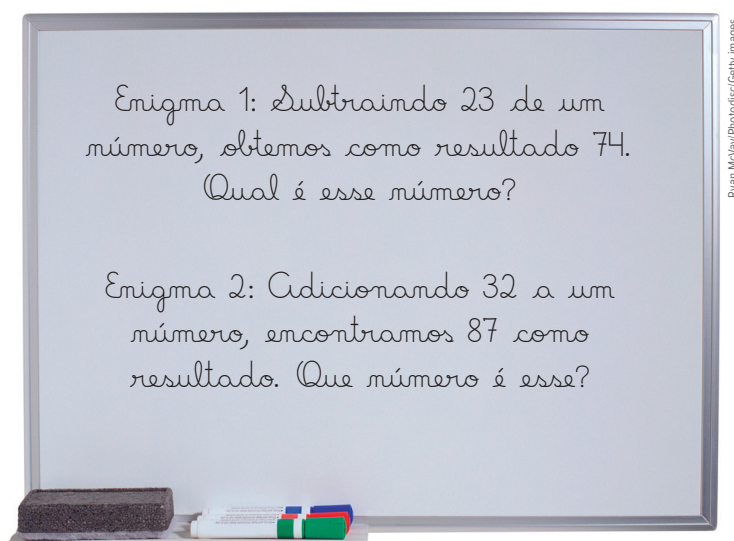 Enigma 1: Subtraindo 23 de um
número, obtemos como resultado 74.
Qual é esse número?
Enigma 2: Adicionando 32 a um
número, encontramos 87 como
resultado. Que número é esse?
Ryan McVay/Photodisc/Getty Images